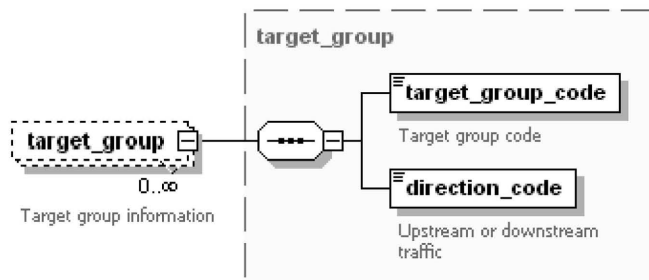 target_group
target_group
0..∞
Target group information
target_group_code
Target group code
direction_code
Upstream or downstream
traffic